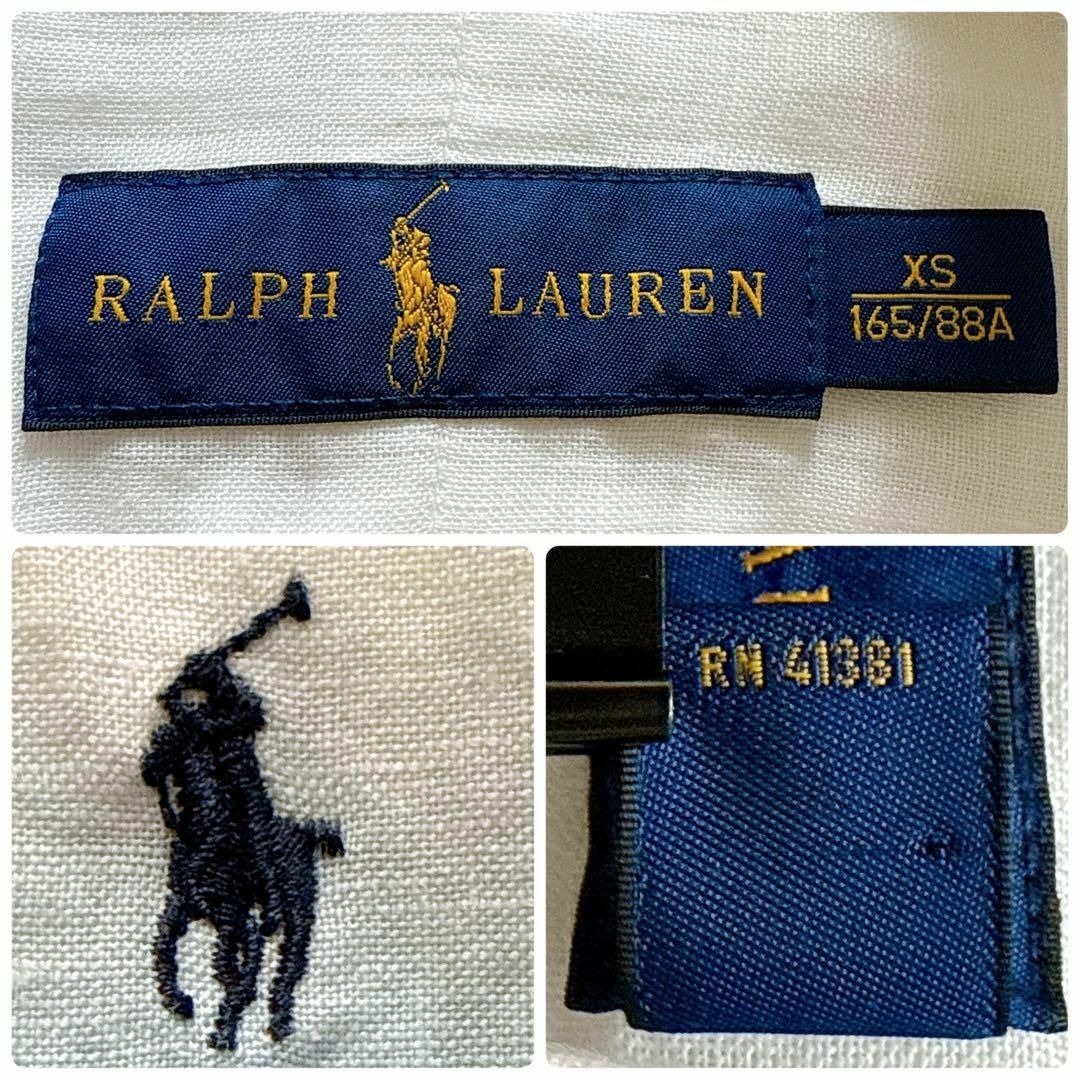 RALPH LAUREN
XS
165/88A
RN 41381